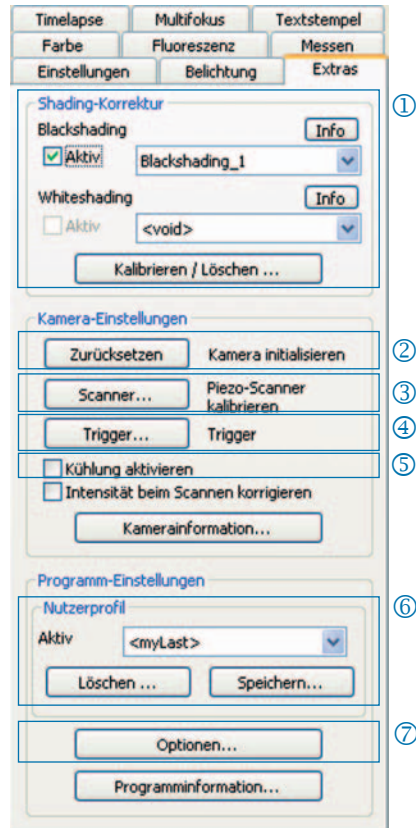 Timelapse Multifokus Textstempel
Farbe Fluoreszenz Messen
Einstellungen Belichtung Extras
Shading-Korrektur ①
Blackshading Info
Aktiv Blackshading_1
Whiteshading Info
Aktiv <void>
Kalibrieren / Löschen ...
Kamera-Einstellungen
Zurücksetzen Kamera initialisieren ②
Scanner... Piezo-Scanner ③
kalibrieren
Trigger... Trigger ④
Kühlung aktivieren ⑤
Intensität beim Scannen korrigieren
Kamerainformation...
Programm-Einstellungen
Nutzerprofil ⑥
Aktiv <myLast>
Löschen ... Speichern...
Optionen... ⑦
Programminformation...